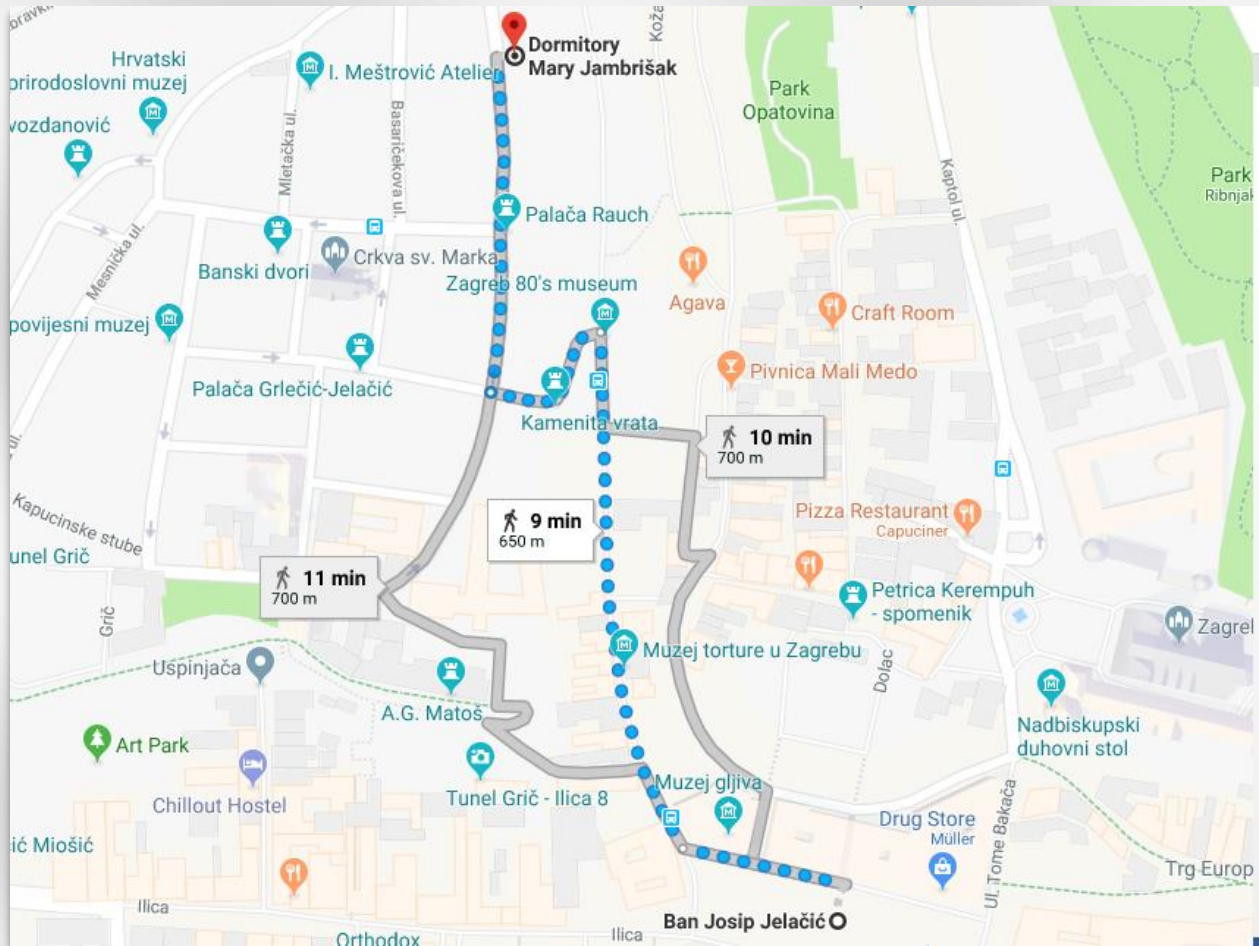 Dormitory
Mary Jambrišak
Hrvatski
prirodoslovni muzej
I. Meštrović Atelier
Park
Opatovina
vozdanović
Mletačka ul.
Basaričekova ul.
Kaptol ul.
Park
Ribnjak
Palača Rauch
Mesnička ul.
Banski dvori
Crkva sv. Marka
Zagreb 80's museum
Agava
Craft Room
povijesni muzej
Palača Grlečić-Jelačić
Pivnica Mali Medo
Kamenita vrata
10 min
700 m
Kapucinske stube
9 min
650 m
Pizza Restaurant
Capuciner
unel Grič
11 min
700 m
Petrica Kerempuh
- spomenik
Grič
Zagrel
Uspinjača
Muzej torture u Zagrebu
Dolac
A.G. Matoš
Nadbiskupski
duhovni stol
Art Park
Chillout Hostel
Tunel Grič - Ilica 8
Muzej gljiva
Drug Store
Müller
Ul. Tome Bakača
ić Miošić
Trg Europ
Ilica
Ban Josip Jelačić
Orthodox
Ilica